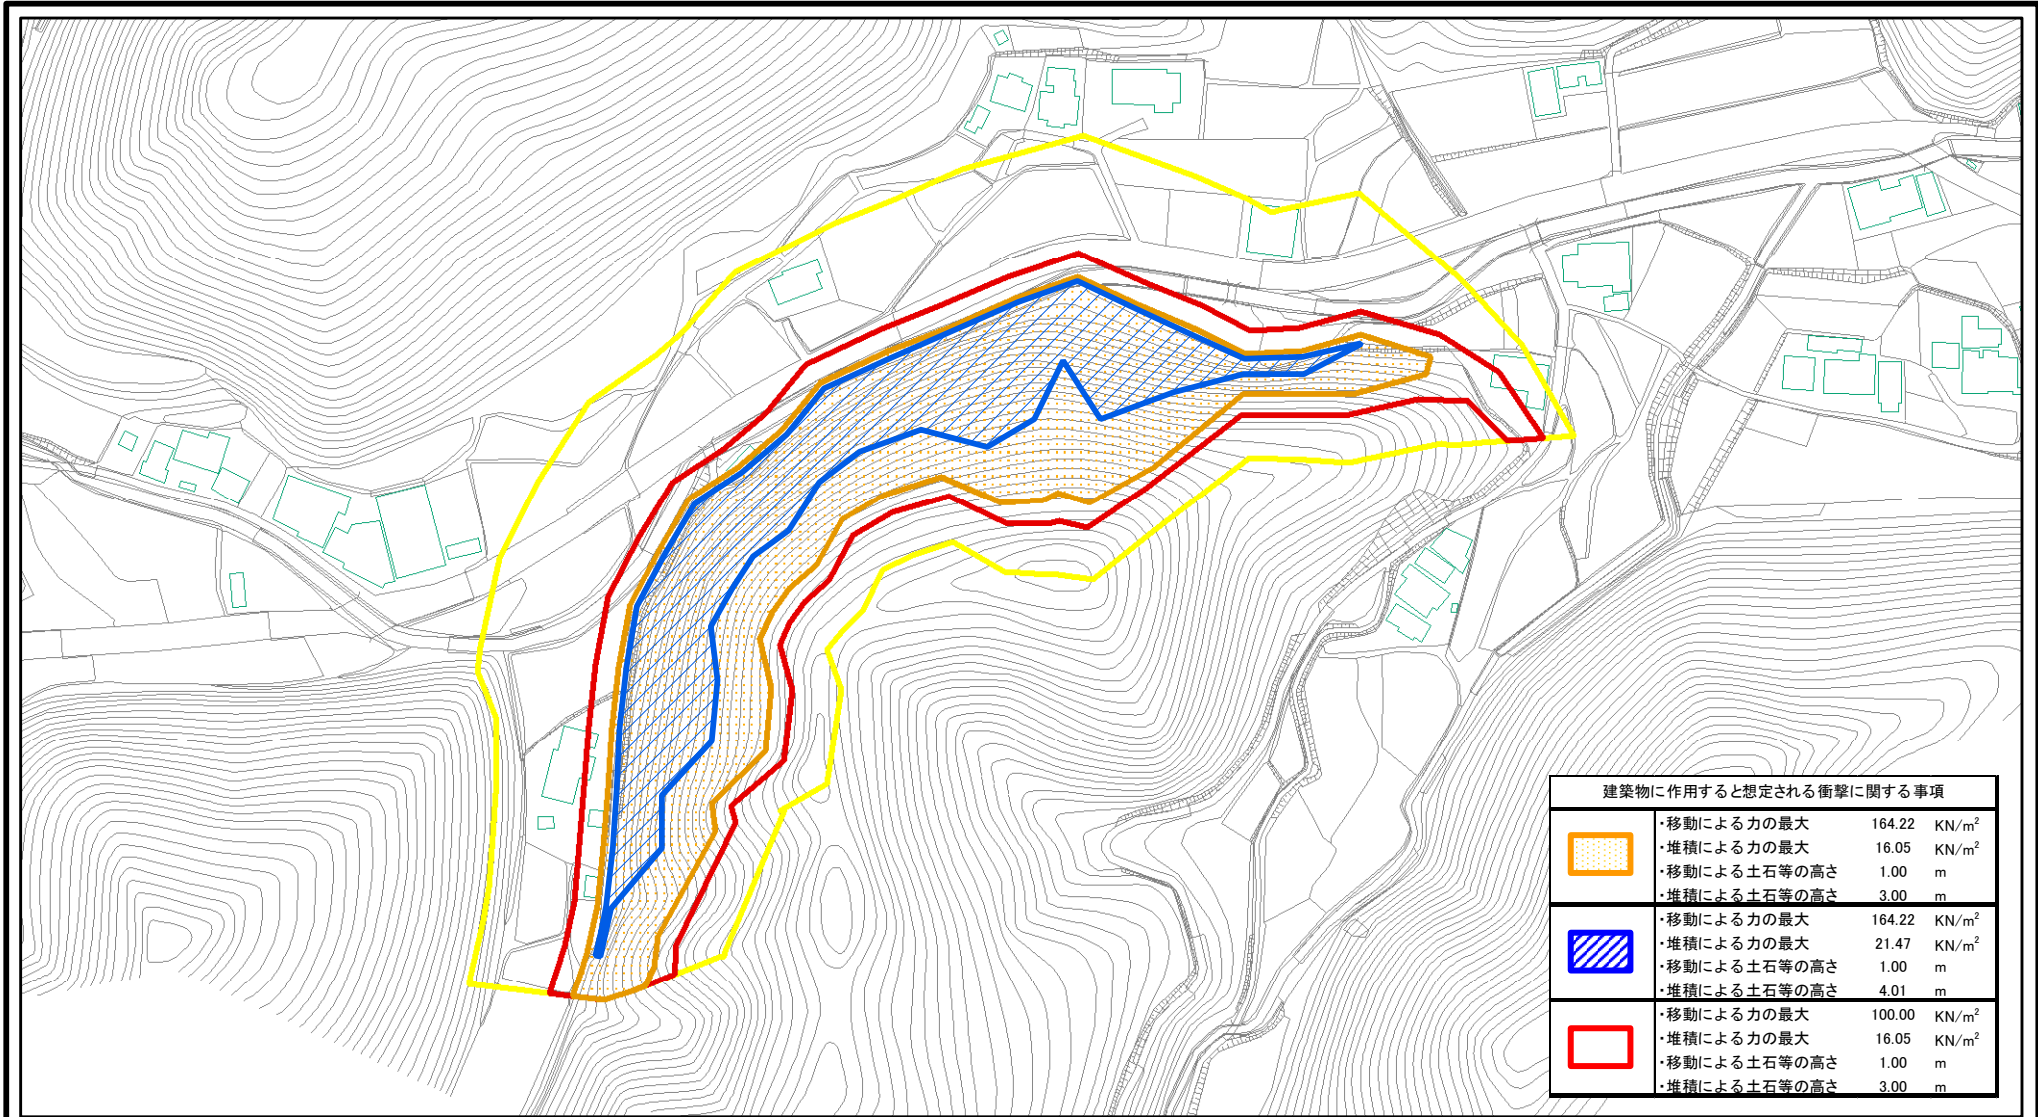 建築物に作用すると想定される衝撃に関する事項
・移動による力の最大 164.22 KN/m²
・堆積による力の最大 16.05 KN/m²
・移動による土石等の高さ 1.00 m
・堆積による土石等の高さ 3.00 m
・移動による力の最大 164.22 KN/m²
・堆積による力の最大 21.47 KN/m²
・移動による土石等の高さ 1.00 m
・堆積による土石等の高さ 4.01 m
・移動による力の最大 100.00 KN/m²
・堆積による力の最大 16.05 KN/m²
・移動による土石等の高さ 1.00 m
・堆積による土石等の高さ 3.00 m